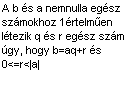 A b és a nemnulla egész
számokhoz 1értelműen
létezik q és r egész szám
úgy, hogy b=aq+r és
0<=r<|a|